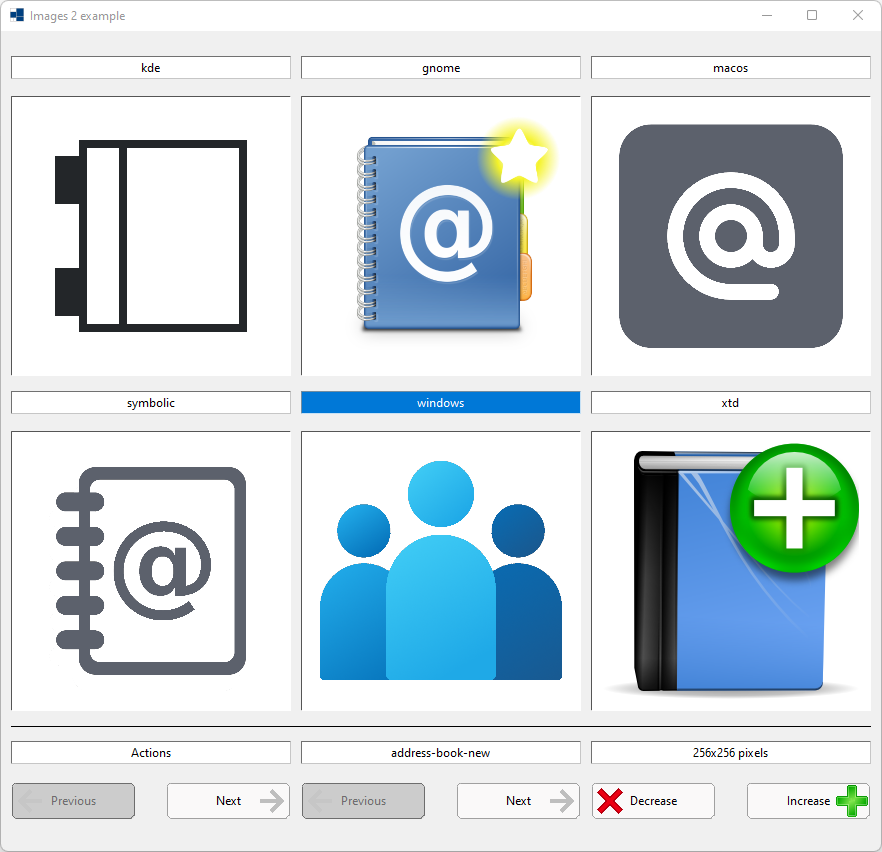 Images 2 example
kde
gnome
macos
@
@
symbolic
windows
xtd
@
Actions
address-book-new
256x256 pixels
Previous
Next
Previous
Next
Decrease
Increase